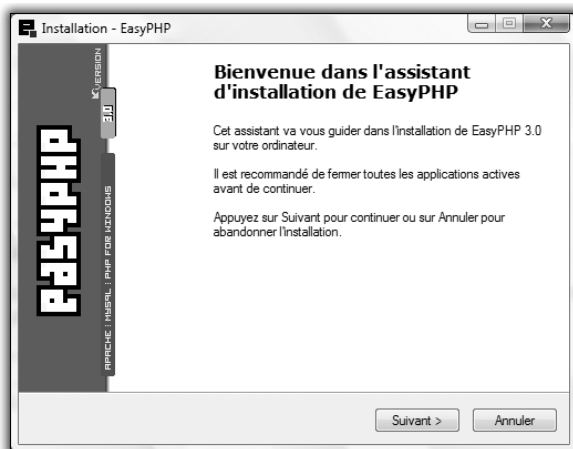 Installation - EasyPHP
VERSION
3.0
EASYPHP
APACHE : MYSQL : PHP FOR WINDOWS
Bienvenue dans l'assistant
d'installation de EasyPHP
Cet assistant va vous guider dans l'installation de EasyPHP 3.0
sur votre ordinateur.
Il est recommandé de fermer toutes les applications actives
avant de continuer.
Appuyez sur Suivant pour continuer ou sur Annuler pour
abandonner l'installation.
Suivant >
Annuler